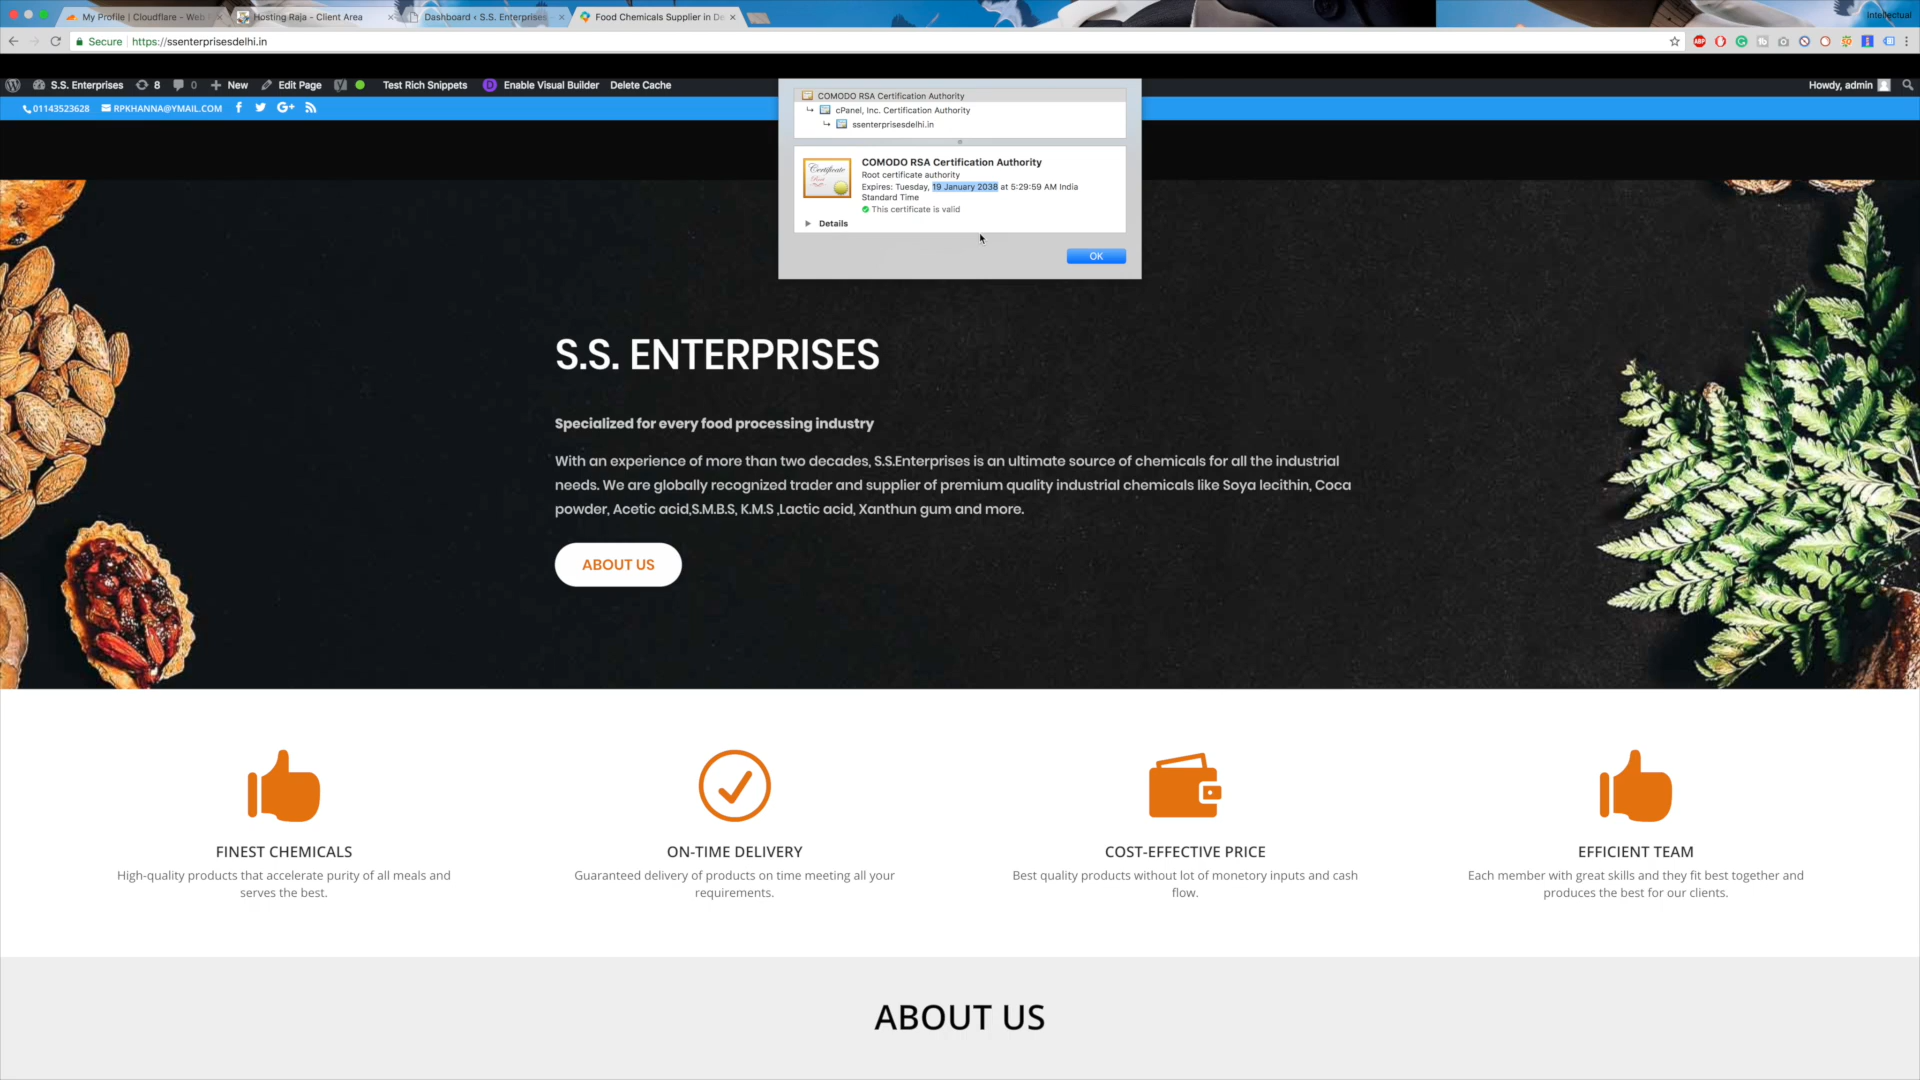 My Profile | Cloudflare - Web
Hosting Raja - Client Area
Dashboard ‹ S.S. Enterprises
Food Chemicals Supplier in De
Intellectual
Secure
https://ssenterprisesdelhi.in
S.S. Enterprises
8
0
New
Edit Page
Test Rich Snippets
Enable Visual Builder
Delete Cache
Howdy, admin
01143523628
RPKHANNA@YMAIL.COM
COMODO RSA Certification Authority
cPanel, Inc. Certification Authority
ssenterprisesdelhi.in
COMODO RSA Certification Authority
Root certificate authority
Expires: Tuesday, 19 January 2038 at 5:29:59 AM India
Standard Time
This certificate is valid
Details
OK
S.S. ENTERPRISES
Specialized for every food processing industry
With an experience of more than two decades, S.S.Enterprises is an ultimate source of chemicals for all the industrial
needs. We are globally recognized trader and supplier of premium quality industrial chemicals like Soya lecithin, Coca
powder, Acetic acid,S.M.B.S, K.M.S ,Lactic acid, Xanthun gum and more.
ABOUT US
FINEST CHEMICALS
High-quality products that accelerate purity of all meals and
serves the best.
ON-TIME DELIVERY
Guaranteed delivery of products on time meeting all your
requirements.
COST-EFFECTIVE PRICE
Best quality products without lot of monetory inputs and cash
flow.
EFFICIENT TEAM
Each member with great skills and they fit best together and
produces the best for our clients.
ABOUT US